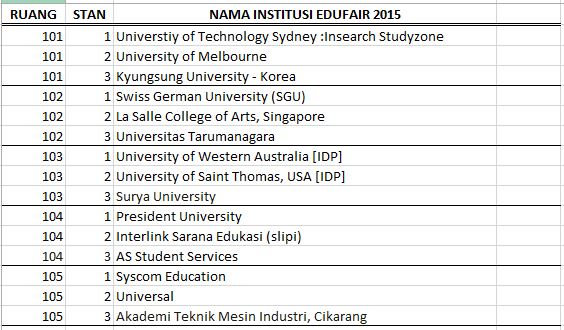 RUANG STAN NAMA INSTITUSI EDUFAIR 2015
101 1 Universtiy of Technology Sydney :Insearch Studyzone
101 2 University of Melbourne
101 3 Kyungsung University - Korea
102 1 Swiss German University (SGU)
102 2 La Salle College of Arts, Singapore
102 3 Universitas Tarumanagara
103 1 University of Western Australia [IDP]
103 2 University of Saint Thomas, USA [IDP]
103 3 Surya University
104 1 President University
104 2 Interlink Sarana Edukasi (slipi)
104 3 AS Student Services
105 1 Syscom Education
105 2 Universal
105 3 Akademi Teknik Mesin Industri, Cikarang